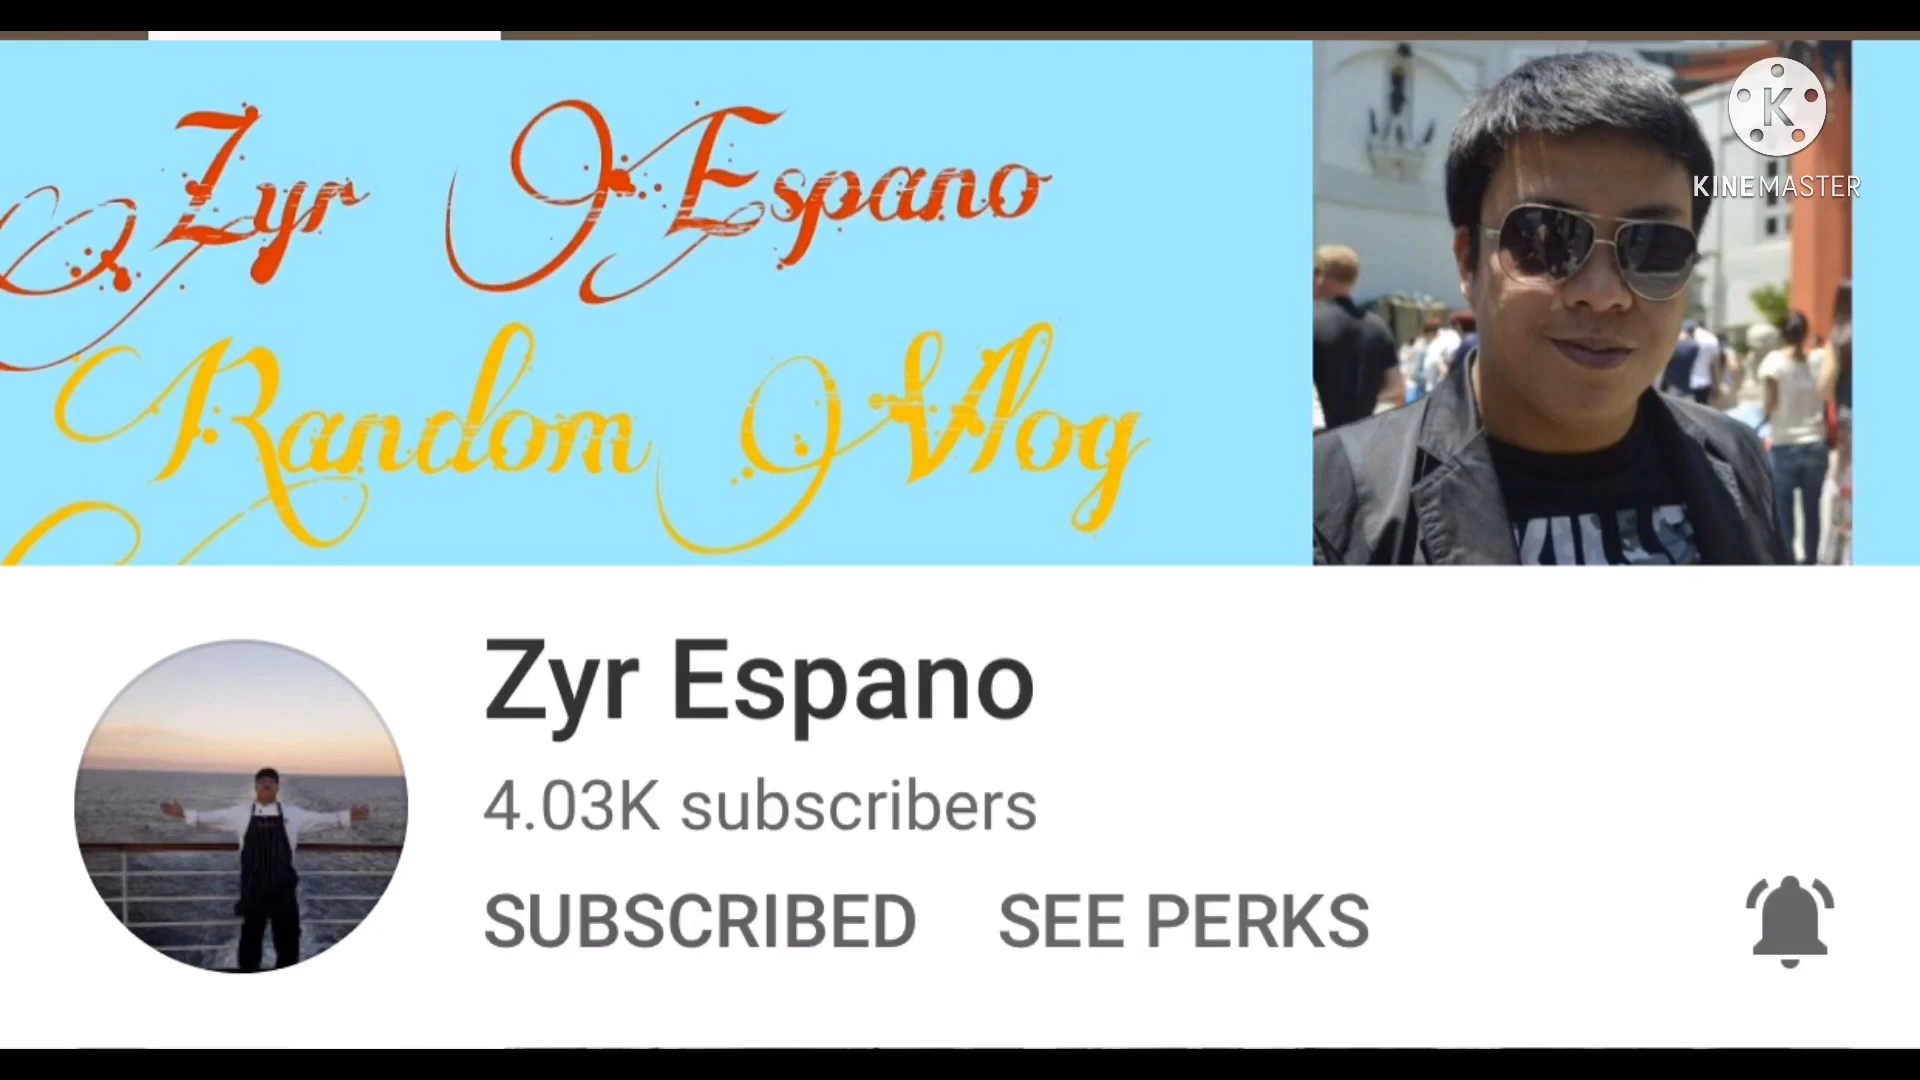 Zyr Espano
K
KINEMASTER
Random Vlog
Zyr Espano
4.03K subscribers
SUBSCRIBED SEE PERKS